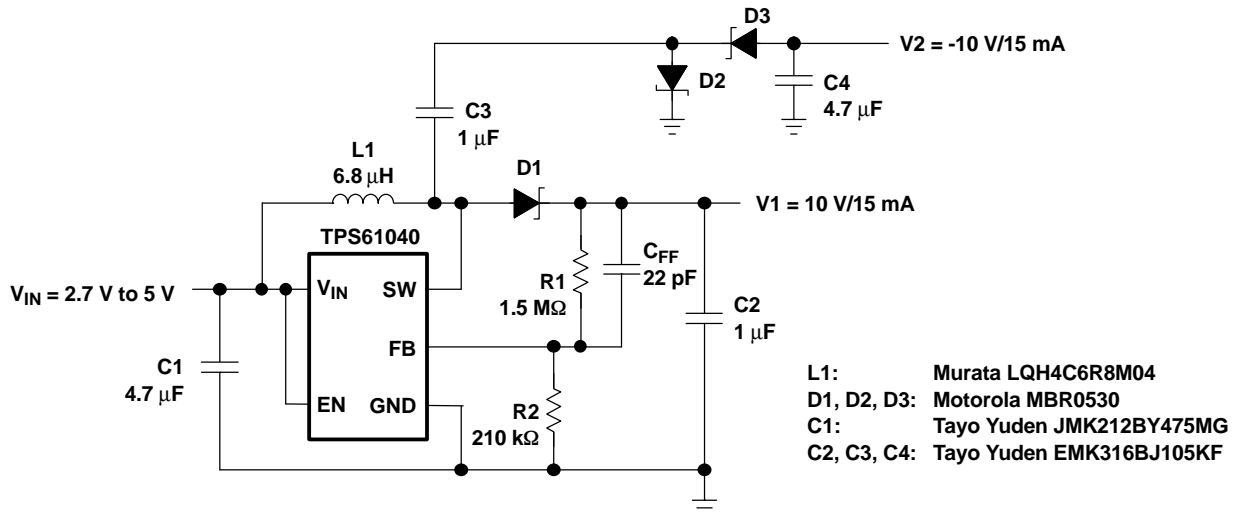 D3
V2 = -10 V/15 mA
D2
C4
4.7 μF
C3
1 μF
L1
6.8 μH
D1
V1 = 10 V/15 mA
TPS61040
VIN = 2.7 V to 5 V
VIN
SW
FB
EN
GND
R1
1.5 MΩ
CFF
22 pF
C2
1 μF
C1
4.7 μF
R2
210 kΩ
L1: Murata LQH4C6R8M04
D1, D2, D3: Motorola MBR0530
C1: Tayo Yuden JMK212BY475MG
C2, C3, C4: Tayo Yuden EMK316BJ105KF